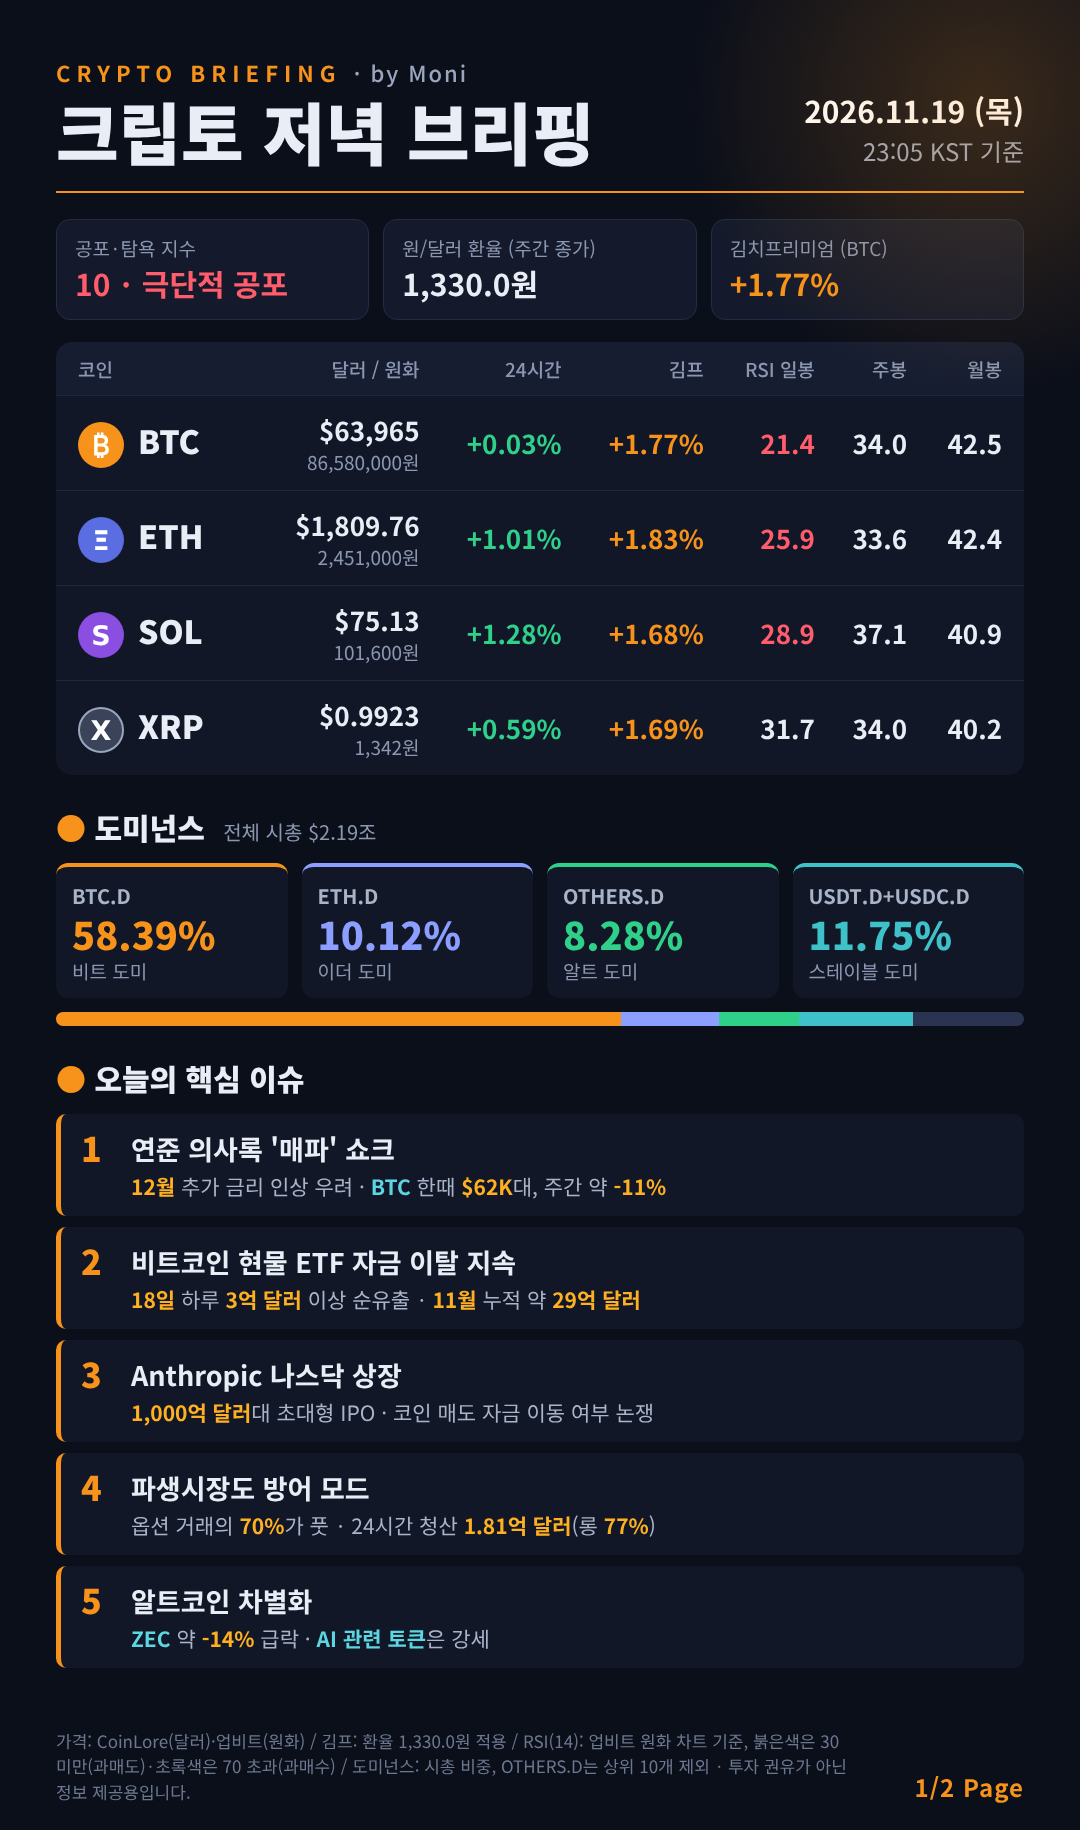 CRYPTO BRIEFING · by Moni
크립토 저녁 브리핑
2026.11.19 (목)
23:05 KST 기준
공포·탐욕 지수
10 · 극단적 공포
원/달러 환율 (주간 종가)
1,330.0원
김치프리미엄 (BTC)
+1.77%
코인 달러 / 원화 24시간 김프 RSI 일봉 주봉 월봉
₿ BTC $63,965 +0.03% +1.77% 21.4 34.0 42.5
86,580,000원
Ξ ETH $1,809.76 +1.01% +1.83% 25.9 33.6 42.4
2,451,000원
S SOL $75.13 +1.28% +1.68% 28.9 37.1 40.9
101,600원
X XRP $0.9923 +0.59% +1.69% 31.7 34.0 40.2
1,342원
도미넌스 전체 시총 $2.19조
BTC.D
58.39%
비트 도미
ETH.D
10.12%
이더 도미
OTHERS.D
8.28%
알트 도미
USDT.D+USDC.D
11.75%
스테이블 도미
오늘의 핵심 이슈
1 연준 의사록 '매파' 쇼크
12월 추가 금리 인상 우려 · BTC 한때 $62K대, 주간 약 -11%
2 비트코인 현물 ETF 자금 이탈 지속
18일 하루 3억 달러 이상 순유출 · 11월 누적 약 29억 달러
3 Anthropic 나스닥 상장
1,000억 달러대 초대형 IPO · 코인 매도 자금 이동 여부 논쟁
4 파생시장도 방어 모드
옵션 거래의 70%가 풋 · 24시간 청산 1.81억 달러(롱 77%)
5 알트코인 차별화
ZEC 약 -14% 급락 · AI 관련 토큰은 강세
가격: CoinLore(달러)·업비트(원화) / 김프: 환율 1,330.0원 적용 / RSI(14): 업비트 원화 차트 기준, 붉은색은 30
미만(과매도)·초록색은 70 초과(과매수) / 도미넌스: 시총 비중, OTHERS.D는 상위 10개 제외 · 투자 권유가 아닌
정보 제공용입니다.
1/2 Page